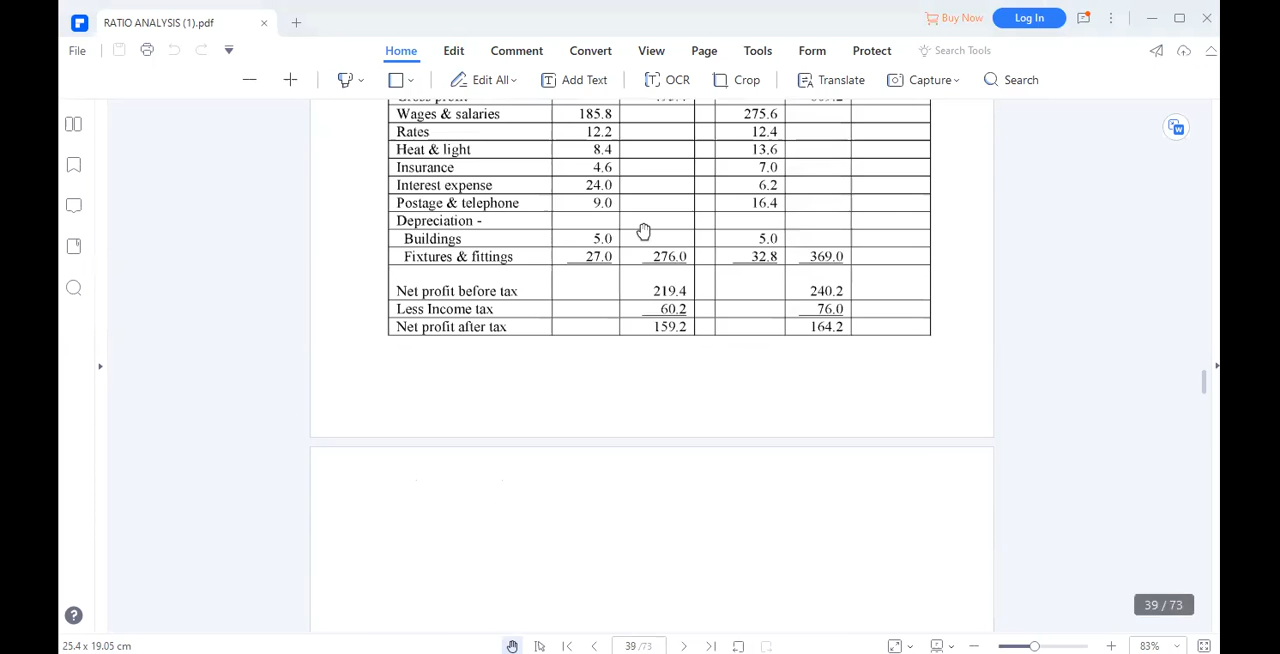 RATIO ANALYSIS (1).pdf
Buy Now
Log In
File
Home
Edit
Comment
Convert
View
Page
Tools
Form
Protect
Search Tools
Edit All
Add Text
OCR
Crop
Translate
Capture
Search
Wages & salaries 185.8 275.6
Rates 12.2 12.4
Heat & light 8.4 13.6
Insurance 4.6 7.0
Interest expense 24.0 6.2
Postage & telephone 9.0 16.4
Depreciation -
Buildings 5.0 5.0
Fixtures & fittings 27.0 276.0 32.8 369.0
Net profit before tax 219.4 240.2
Less Income tax 60.2 76.0
Net profit after tax 159.2 164.2
39 / 73
25.4 x 19.05 cm
39 /73
83%